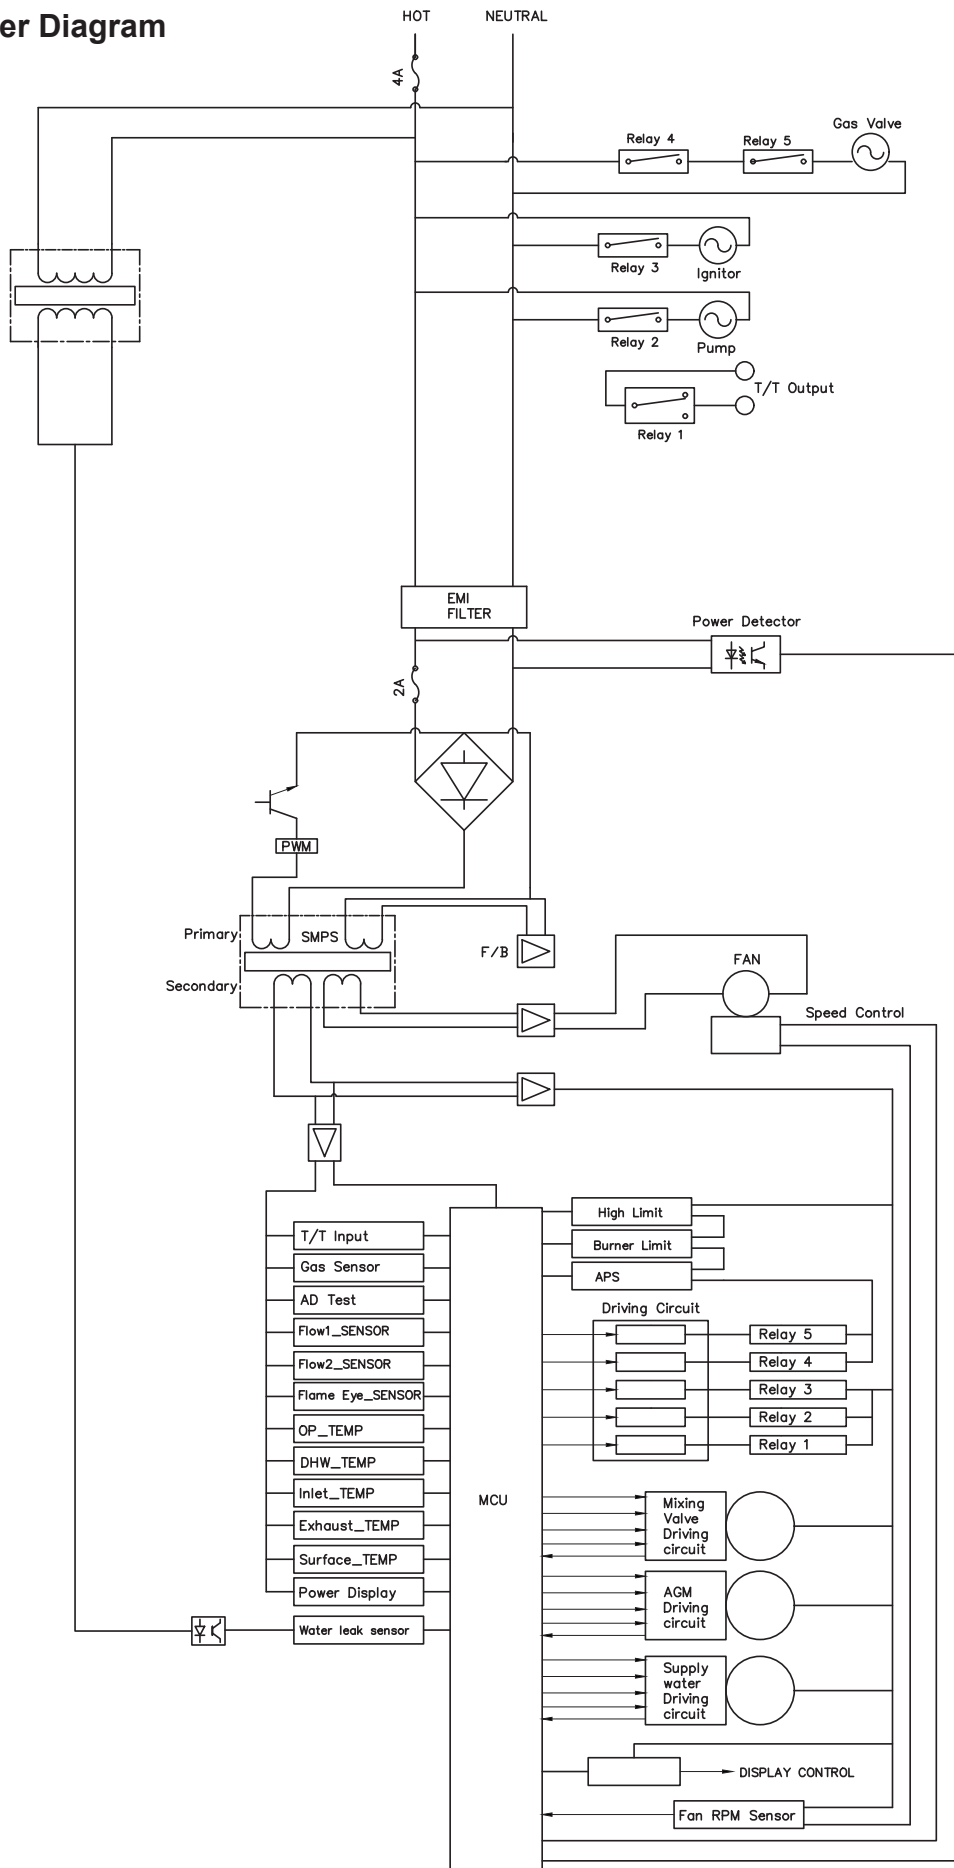 er Diagram
HOT
NEUTRAL
4A
Gas Valve
Relay 4
Relay 5
Relay 3
Ignitor
Relay 2
Pump
T/T Output
Relay 1
EMI
FILTER
Power Detector
2A
PWM
Primary
SMPS
F/B
Secondary
FAN
Speed Control
T/T Input
Gas Sensor
AD Test
Flow1_SENSOR
Flow2_SENSOR
Flame Eye_SENSOR
OP_TEMP
DHW_TEMP
Inlet_TEMP
Exhaust_TEMP
Surface_TEMP
Power Display
Water leak sensor
MCU
High Limit
Burner Limit
APS
Driving Circuit
Relay 5
Relay 4
Relay 3
Relay 2
Relay 1
Mixing
Valve
Driving
circuit
AGM
Driving
circuit
Supply
water
Driving
circuit
DISPLAY CONTROL
Fan RPM Sensor